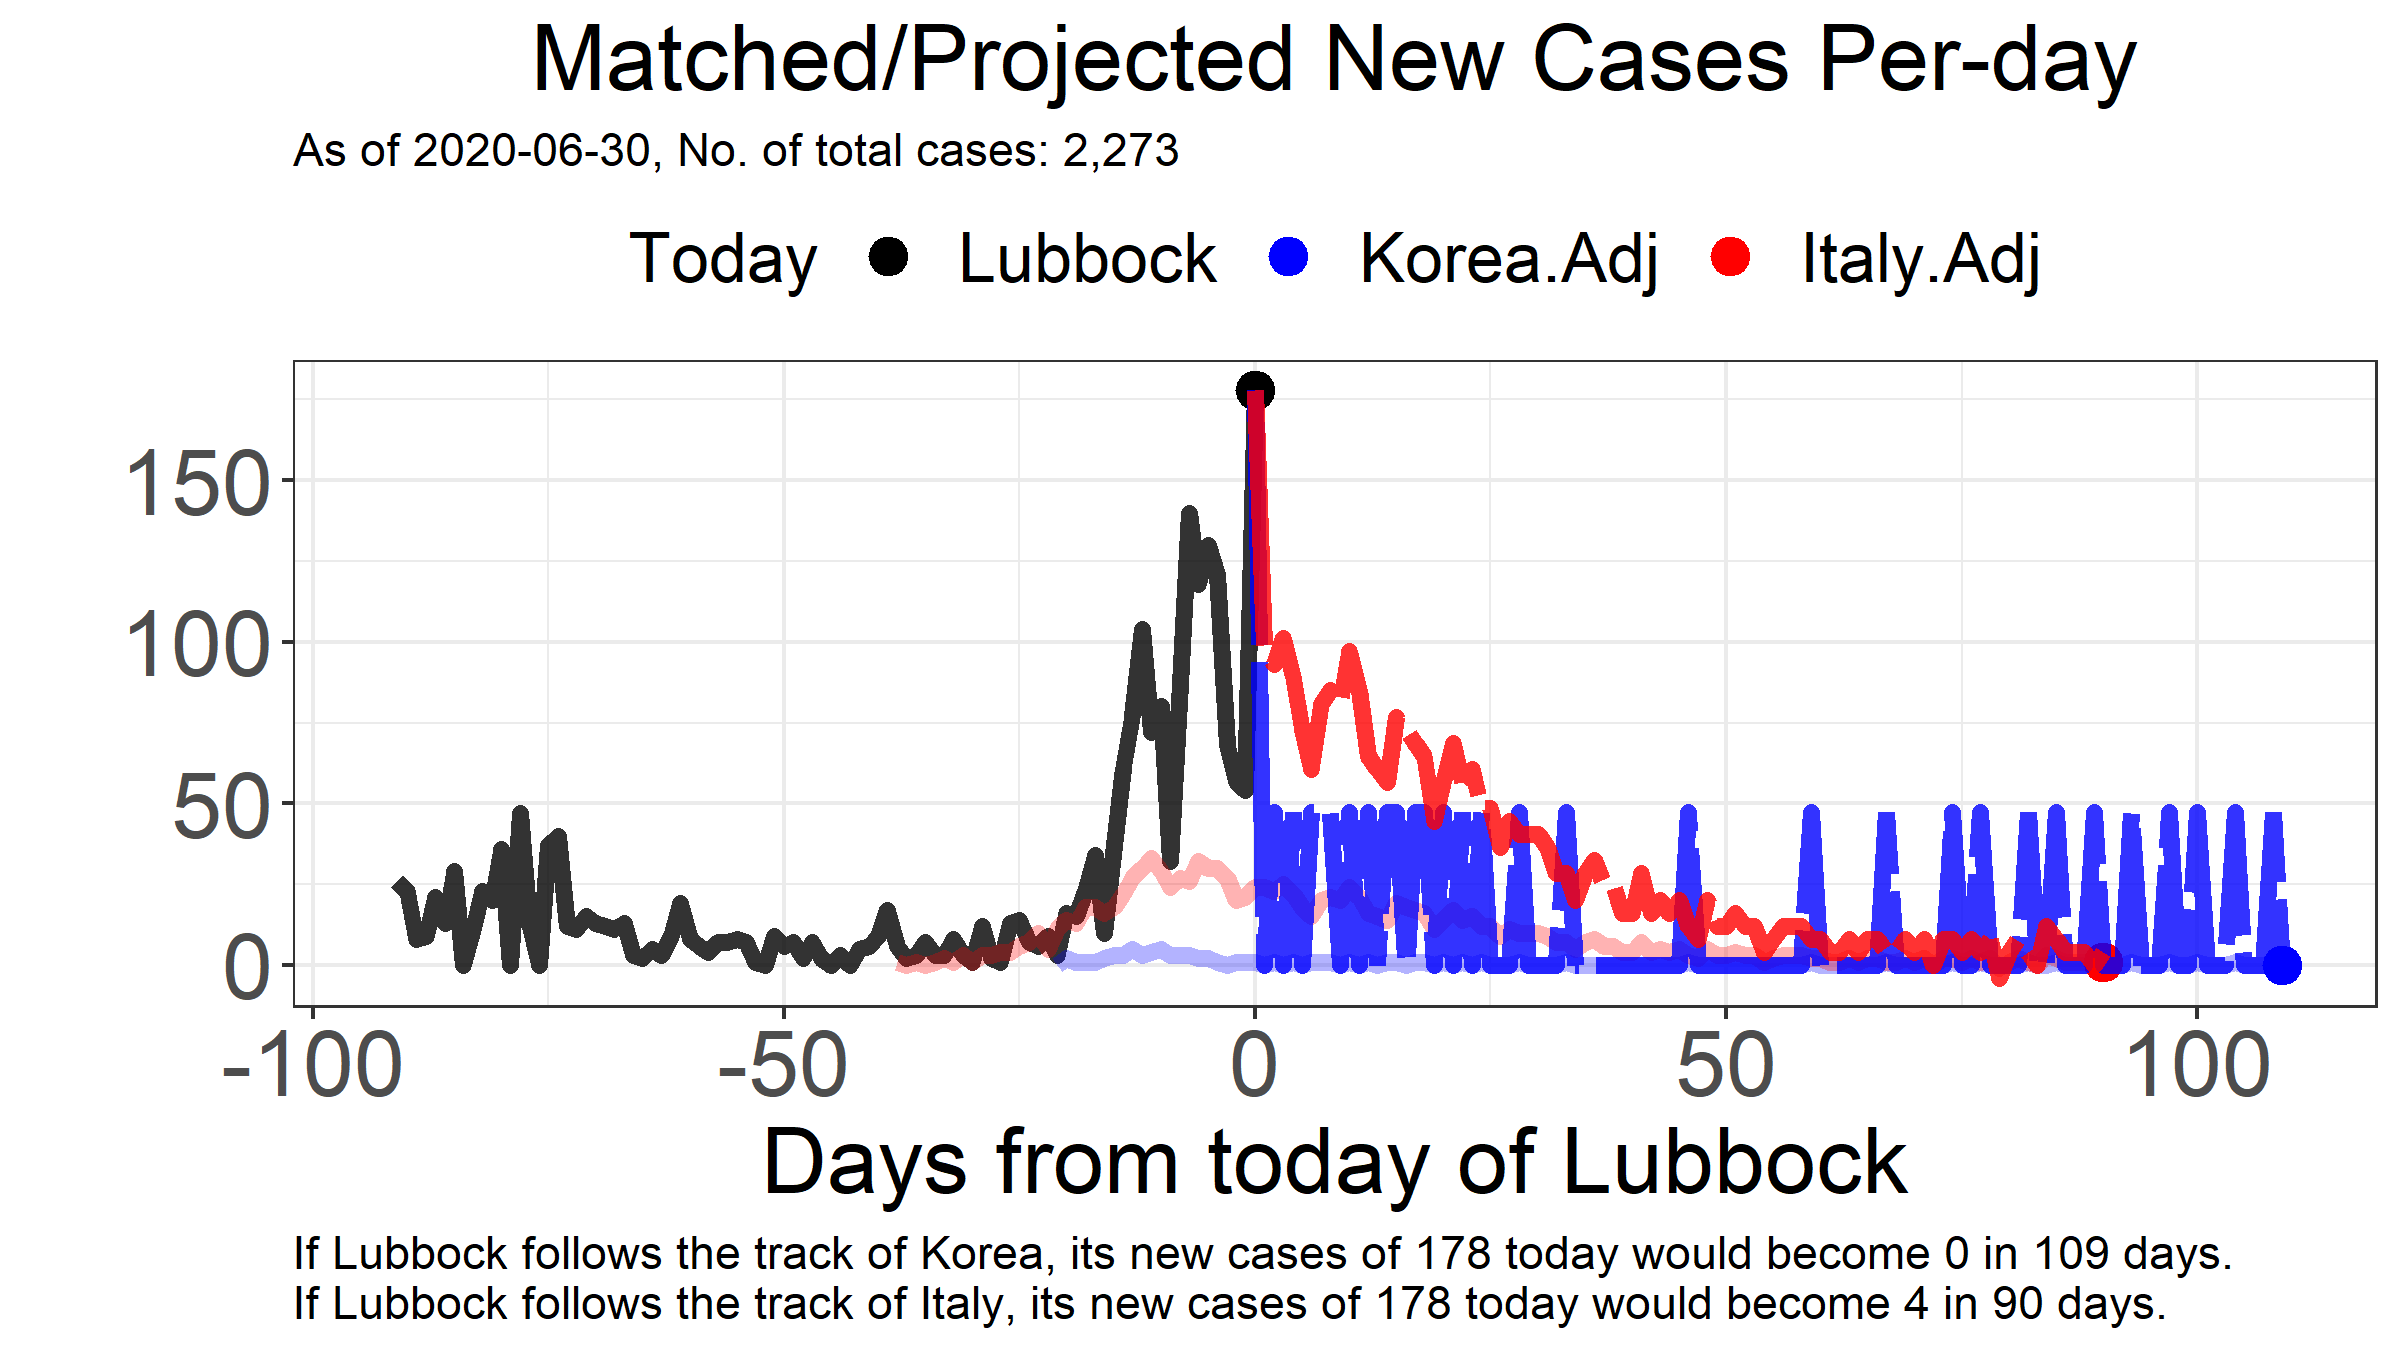 Matched/Projected New Cases Per-day
As of 2020-06-30, No. of total cases: 2,273
Today Lubbock Korea.Adj Italy.Adj
150
100
50
0
-100 -50 0 50 100
Days from today of Lubbock
If Lubbock follows the track of Korea, its new cases of 178 today would become 0 in 109 days.
If Lubbock follows the track of Italy, its new cases of 178 today would become 4 in 90 days.